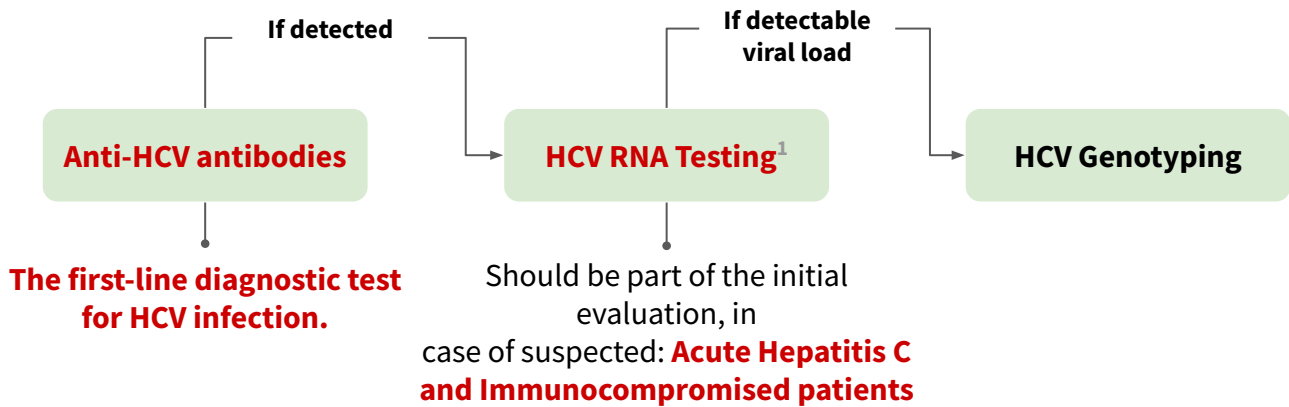 If detected
If detectable
viral load
Anti-HCV antibodies
HCV RNA Testing1
HCV Genotyping
The first-line diagnostic test
for HCV infection.
Should be part of the initial
evaluation, in
case of suspected: Acute Hepatitis C
and Immunocompromised patients